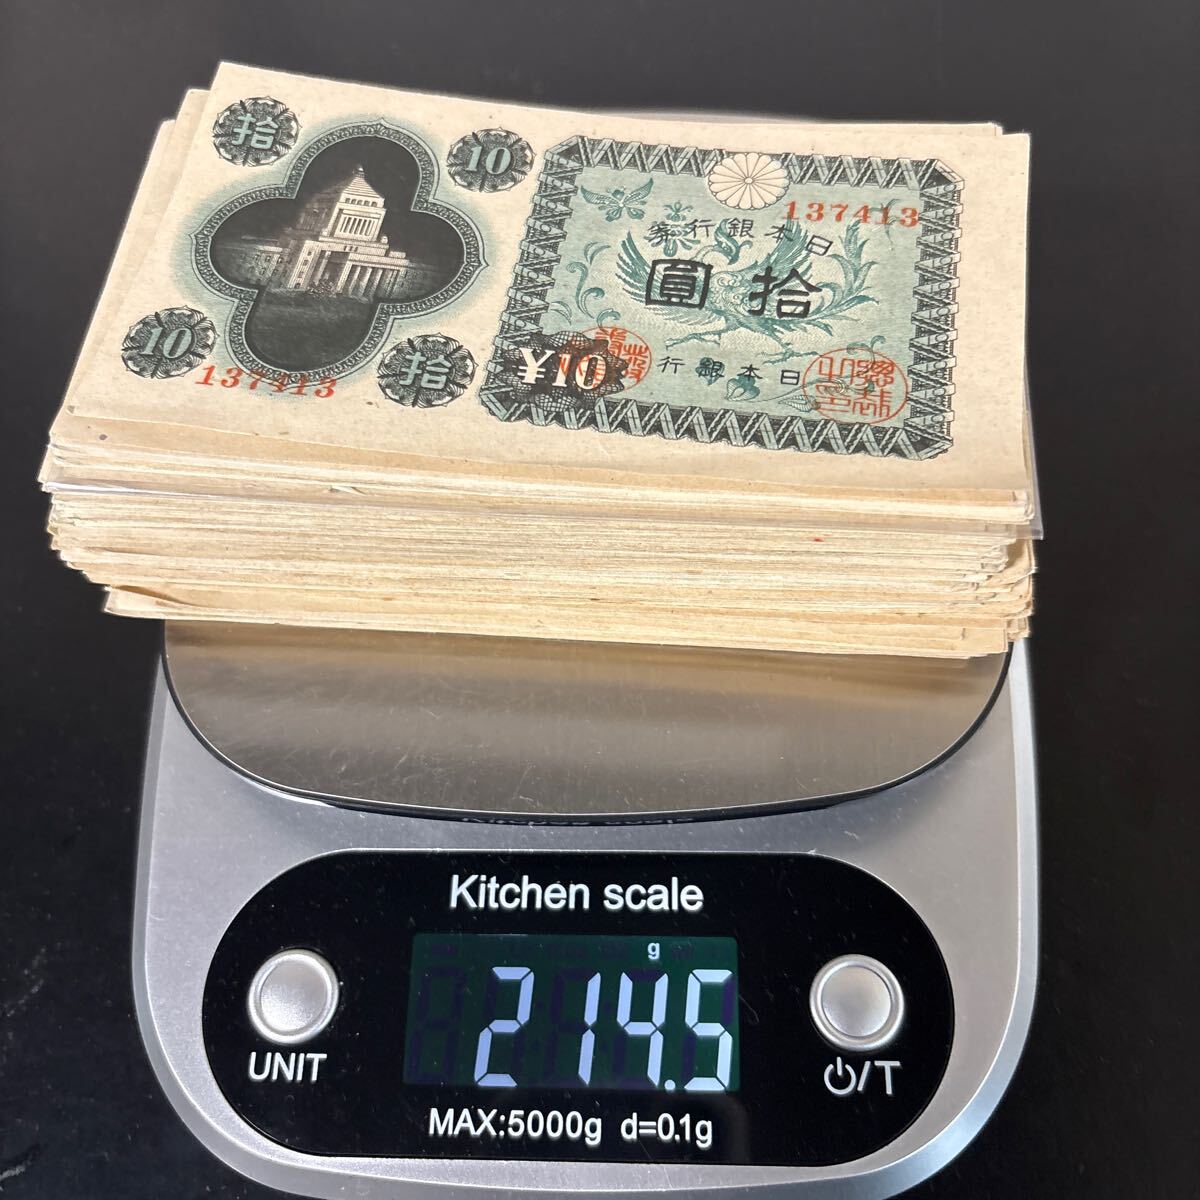 拾
10
137413
券行銀本日
圓拾
¥10
行銀本日
10
拾
137413
Kitchen scale
g
214.5
UNIT
⏻/T
MAX:5000g d=0.1g